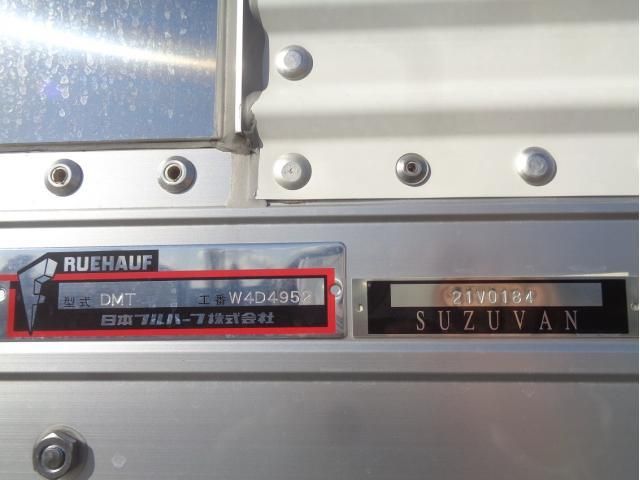 RUEHAUF
型式 DMT 工番 W4D4952
日本フルハーフ株式会社
21V0184
SUZUVAN